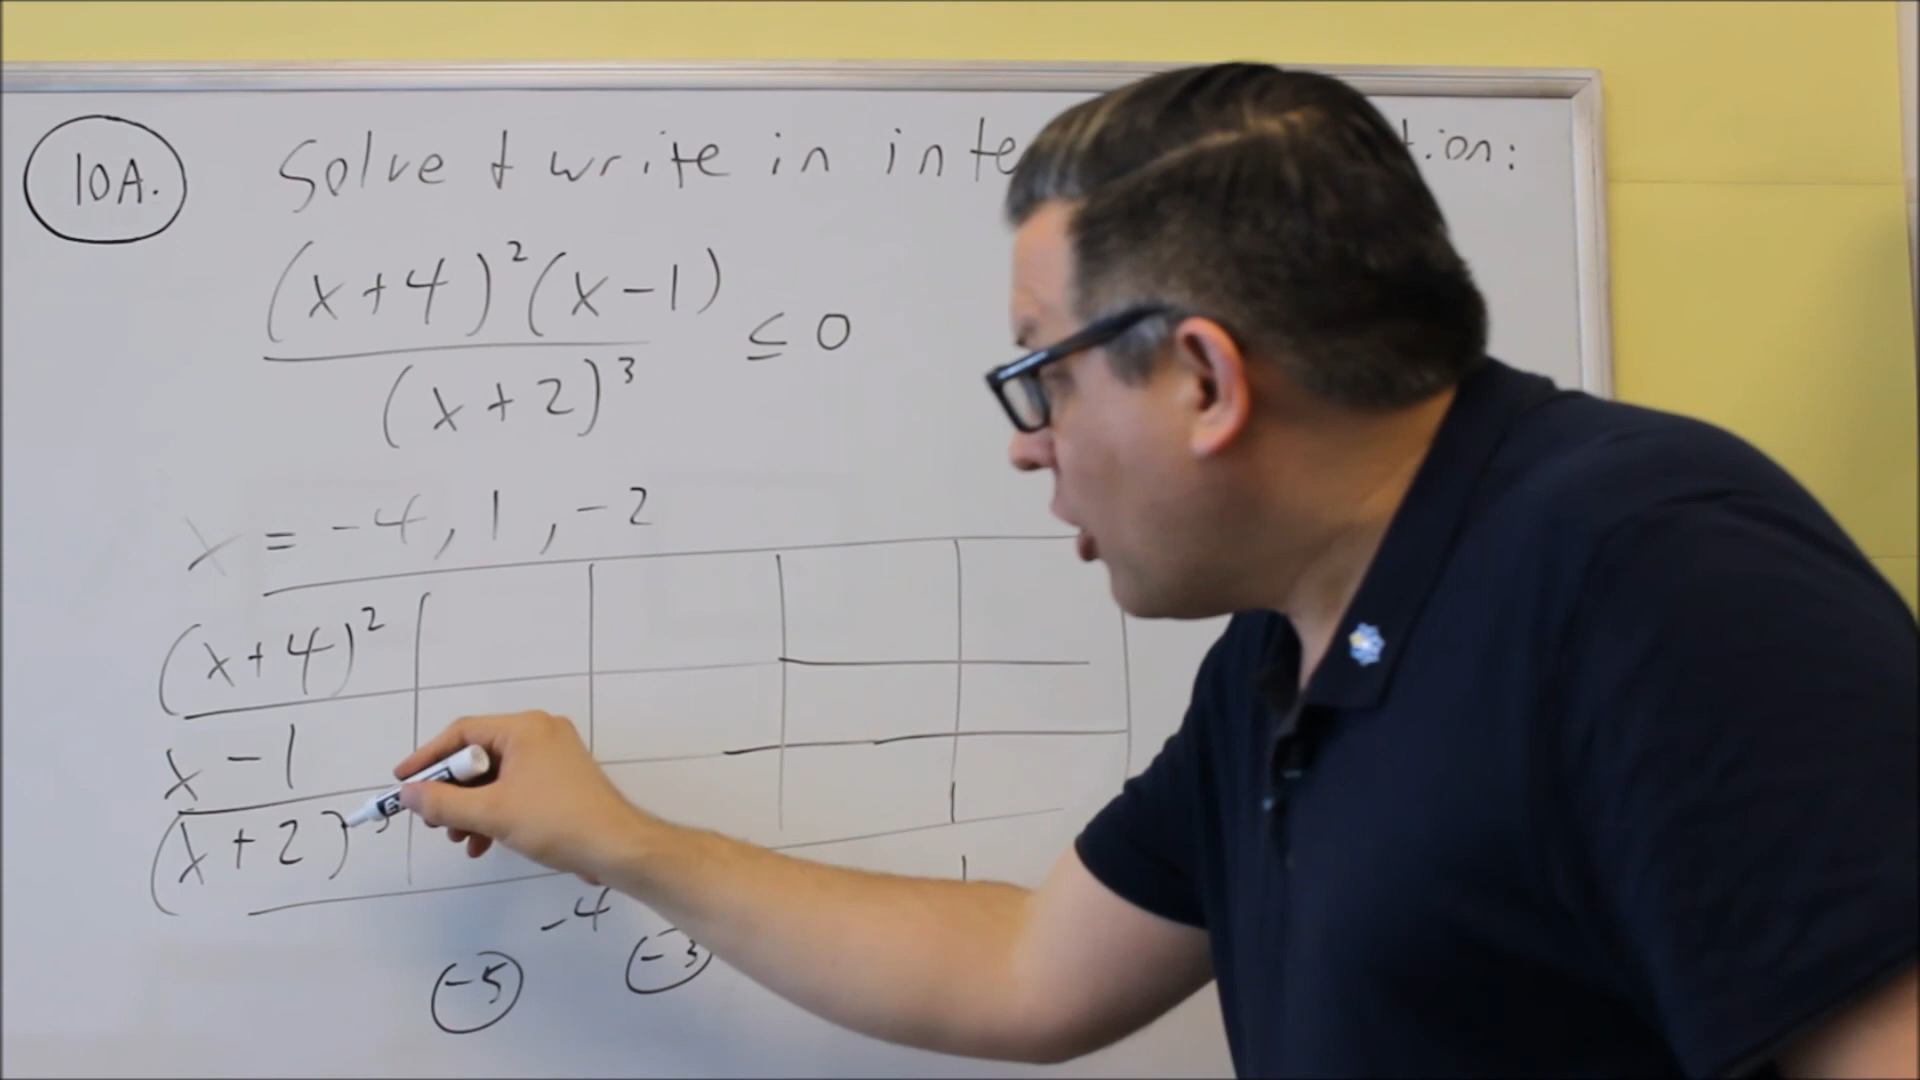 10A. Solve + write in inte tion:
(x+4)²(x-1)
≤ 0
(x+2)³
x = -4, 1, -2
(x+4)²
x-1
(x+2)³
-4
-5 -3